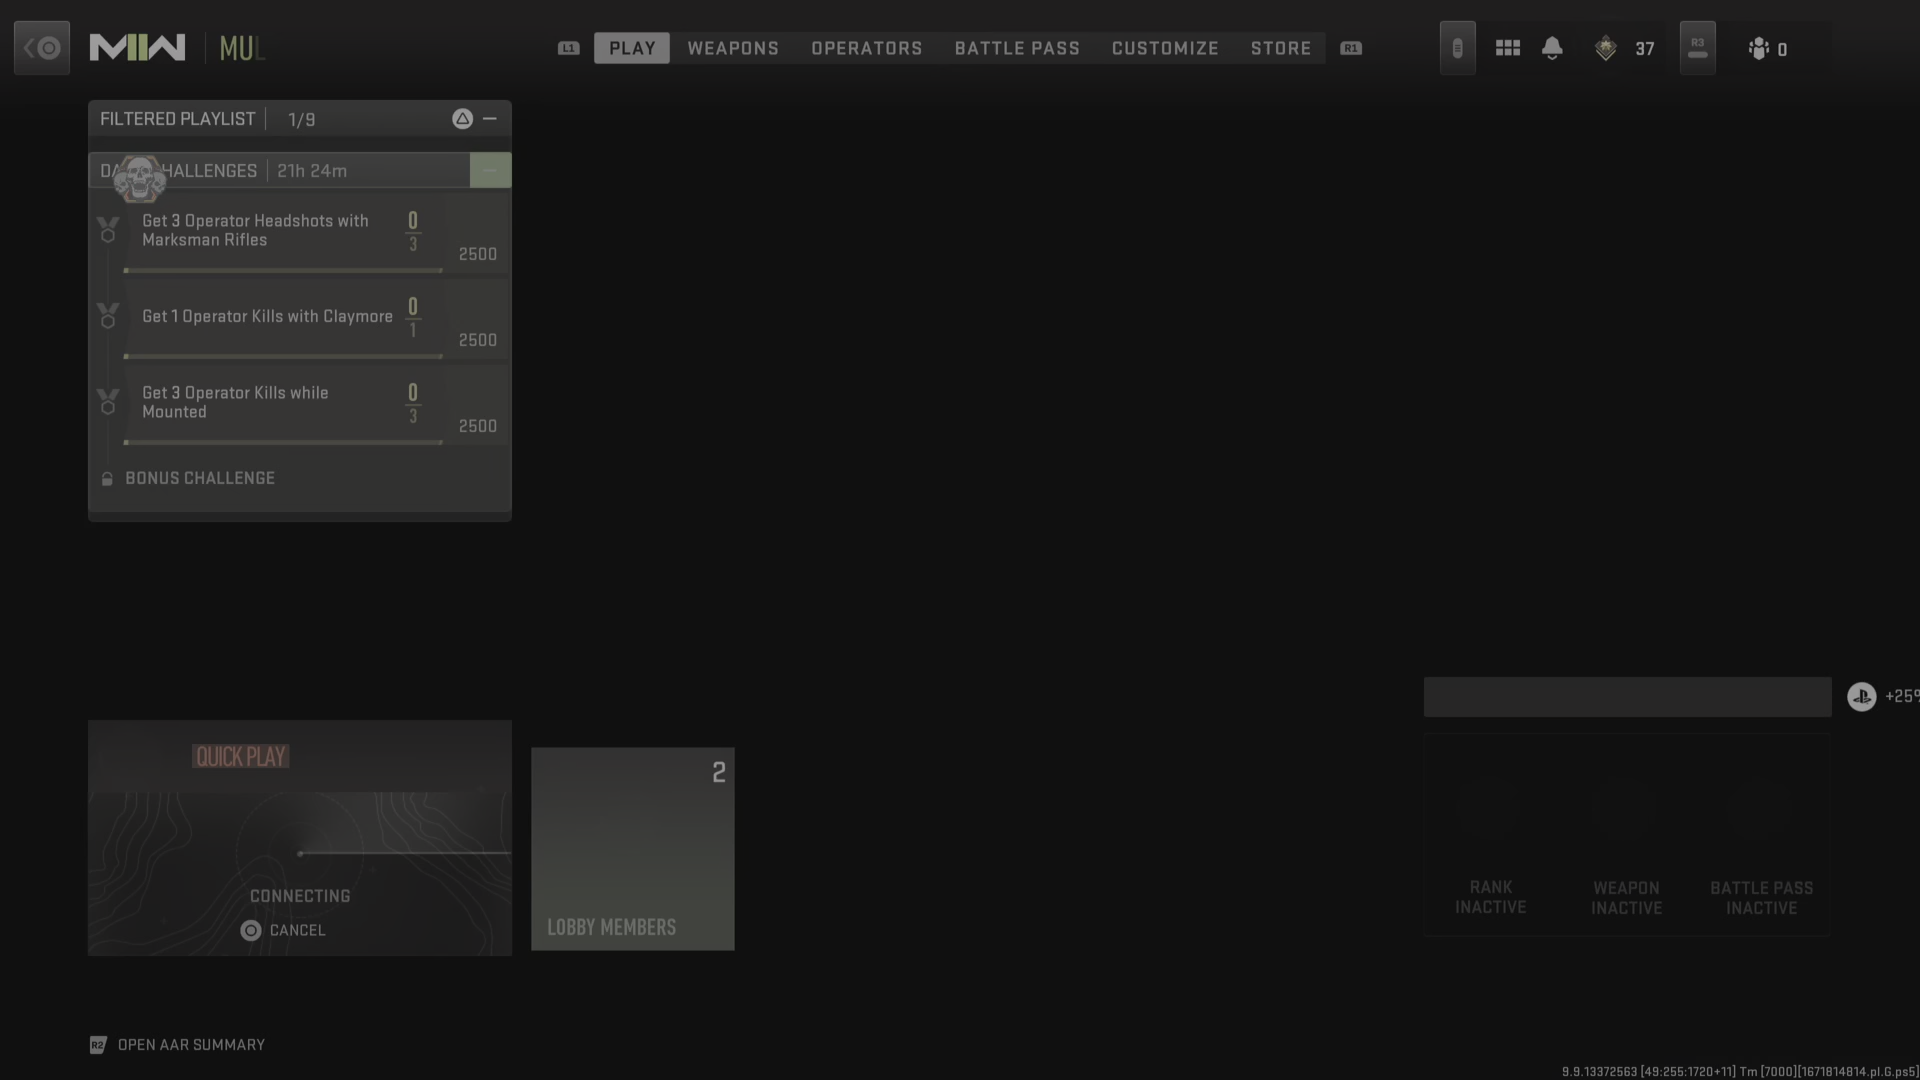 MW MUL
L1 PLAY WEAPONS OPERATORS BATTLE PASS CUSTOMIZE STORE R1
37 R3 0
FILTERED PLAYLIST 1/9
CHALLENGES 21h 24m
Get 3 Operator Headshots with
Marksman Rifles
0
3
2500
Get 1 Operator Kills with Claymore
0
1
2500
Get 3 Operator Kills while
Mounted
0
3
2500
BONUS CHALLENGE
+25%
QUICK PLAY
2
CONNECTING
CANCEL
LOBBY MEMBERS
RANK
INACTIVE
WEAPON
INACTIVE
BATTLE PASS
INACTIVE
R2 OPEN AAR SUMMARY
9.9.13372563 [49:255:1720+11] Tm [7000][1671814814.pl.G.ps5]